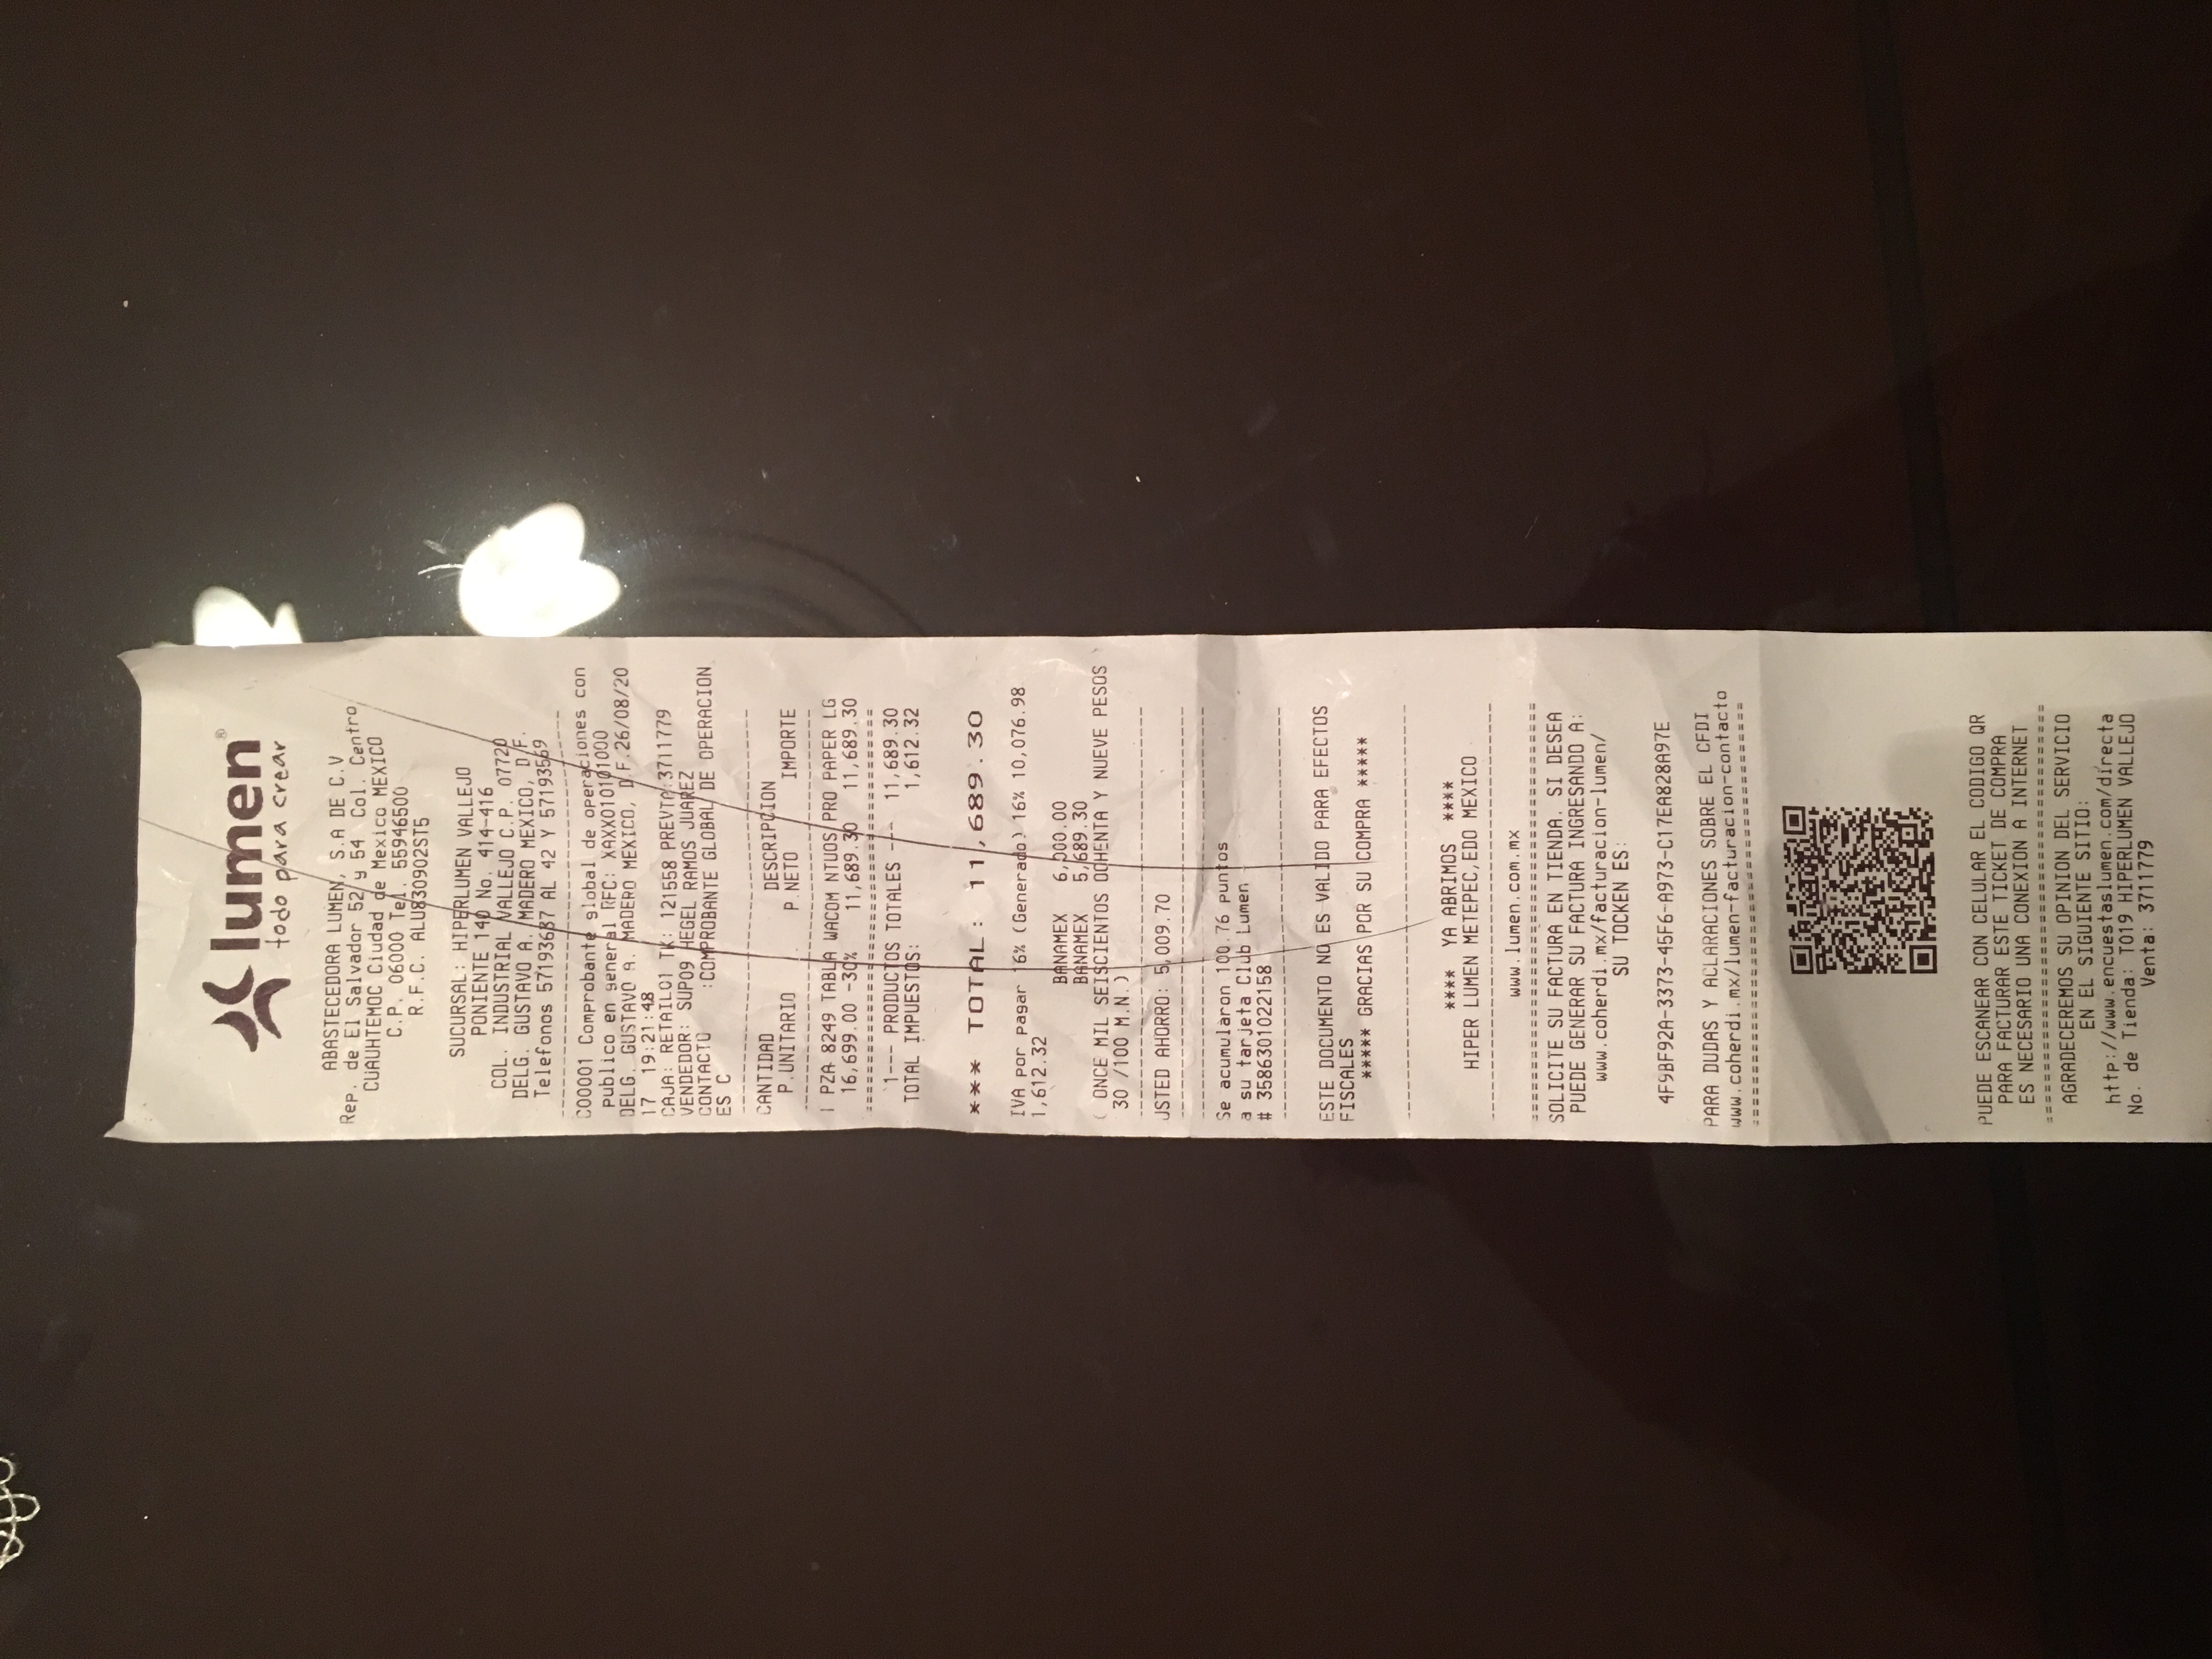 lumen®
todo para crear
ABASTECEDORA LUMEN, S.A DE C.V
Rep. de El Salvador 52 y 54 Col. Centro
CUAUHTEMOC Ciudad de Mexico MEXICO
C.P. 06000 Tel. 55946500
R.F.C. ALU830902ST5
SUCURSAL: HIPERLUMEN VALLEJO
PONIENTE 140 No. 414-416
COL. INDUSTRIAL VALLEJO C.P. 07720
DELG. GUSTAVO A. MADERO MEXICO, D.F.
Telefonos 57193687 AL 42 Y 57193569
C00001 Comprobante global de operaciones con
publico en general RFC: XAXX010101000
DELG. GUSTAVO A. MADERO MEXICO, D.F.26/08/20
17 19:21:48
CAJA: RETAIL01 TK: 121558 PREVTA:3711779
VENDEDOR: SUP09 HEGEL RAMOS JUAREZ
CONTACTO :COMPROBANTE GLOBAL DE OPERACION
ES C
CANTIDAD DESCRIPCION
P.UNITARIO P.NETO IMPORTE
1 PZA 8249 TABLA WACOM NTUOS PRO PAPER LG
16,699.00 -30% 11,689.30 11,689.30
1--- PRODUCTOS TOTALES --- 11,689.30
TOTAL IMPUESTOS: 1,612.32
*** TOTAL: 11,689.30
IVA por pagar 16% (Generado) 16% 10,076.98
1,612.32
BANAMEX 6,000.00
BANAMEX 5,689.30
( ONCE MIL SEISCIENTOS OCHENTA Y NUEVE PESOS
30 /100 M.N.)
USTED AHORRO: 5,009.70
Se acumularon 100.76 puntos
a su tarjeta Club Lumen
# 3586301022158
ESTE DOCUMENTO NO ES VALIDO PARA EFECTOS
FISCALES
***** GRACIAS POR SU COMPRA *****
**** YA ABRIMOS ****
HIPER LUMEN METEPEC,EDO MEXICO
www.lumen.com.mx
SOLICITE SU FACTURA EN TIENDA. SI DESEA
PUEDE GENERAR SU FACTURA INGRESANDO A:
www.coherdi.mx/facturacion-lumen/
SU TOCKEN ES:
4F9BF92A-3373-45F6-A973-C17EA828A97E
PARA DUDAS Y ACLARACIONES SOBRE EL CFDI
www.coherdi.mx/lumen-facturacion-contacto
PUEDE ESCANEAR CON CELULAR EL CODIGO QR
PARA FACTURAR ESTE TICKET DE COMPRA
ES NECESARIO UNA CONEXION A INTERNET
AGRADECEREMOS SU OPINION DEL SERVICIO
EN EL SIGUIENTE SITIO:
http://www.encuestaslumen.com/directa
No. de Tienda: T019 HIPERLUMEN VALLEJO
Venta: 3711779